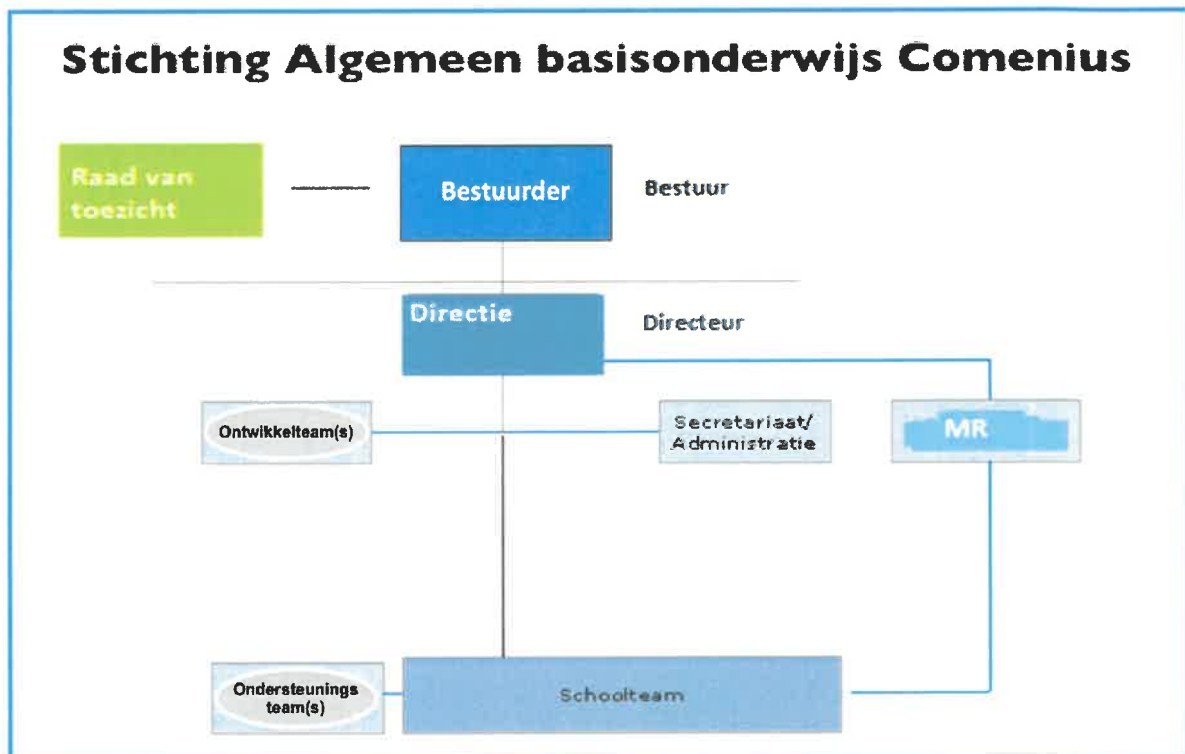 Stichting Algemeen basisonderwijs Comenius
Raad van
toezicht
Bestuurder
Bestuur
Directie
Directeur
Ontwikkelteam(s)
Secretariaat/
Administratie
MR
Ondersteunings
team(s)
Schoolteam